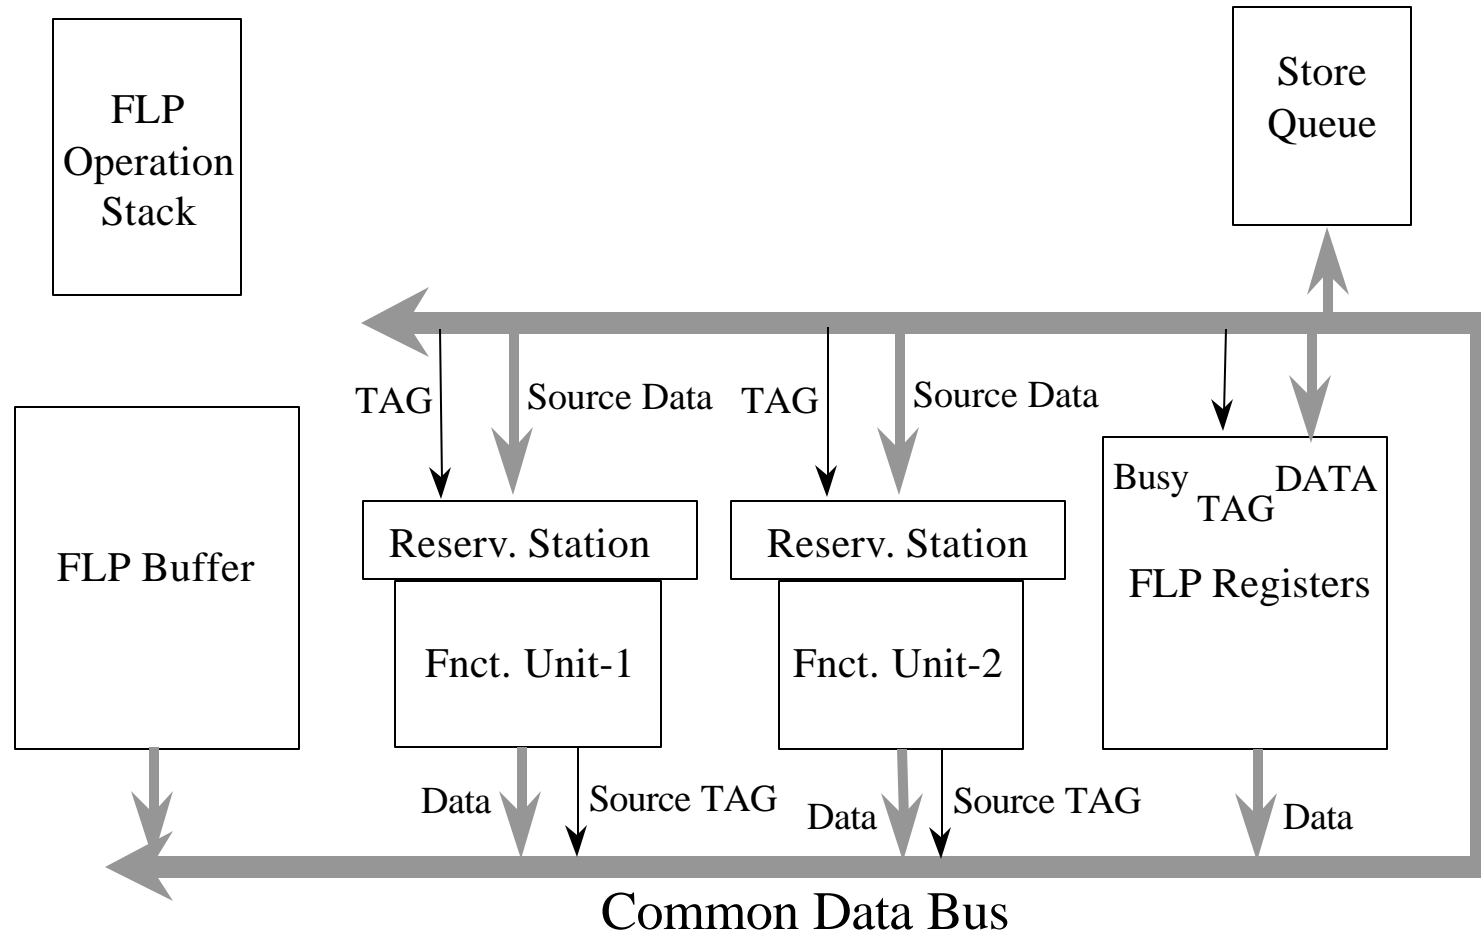 FLP
Operation
Stack
Store
Queue
TAG
Source Data
TAG
Source Data
Busy
TAG
DATA
FLP Registers
FLP Buffer
Reserv. Station
Reserv. Station
Fnct. Unit-1
Fnct. Unit-2
Data
Source TAG
Data
Source TAG
Data
Common Data Bus